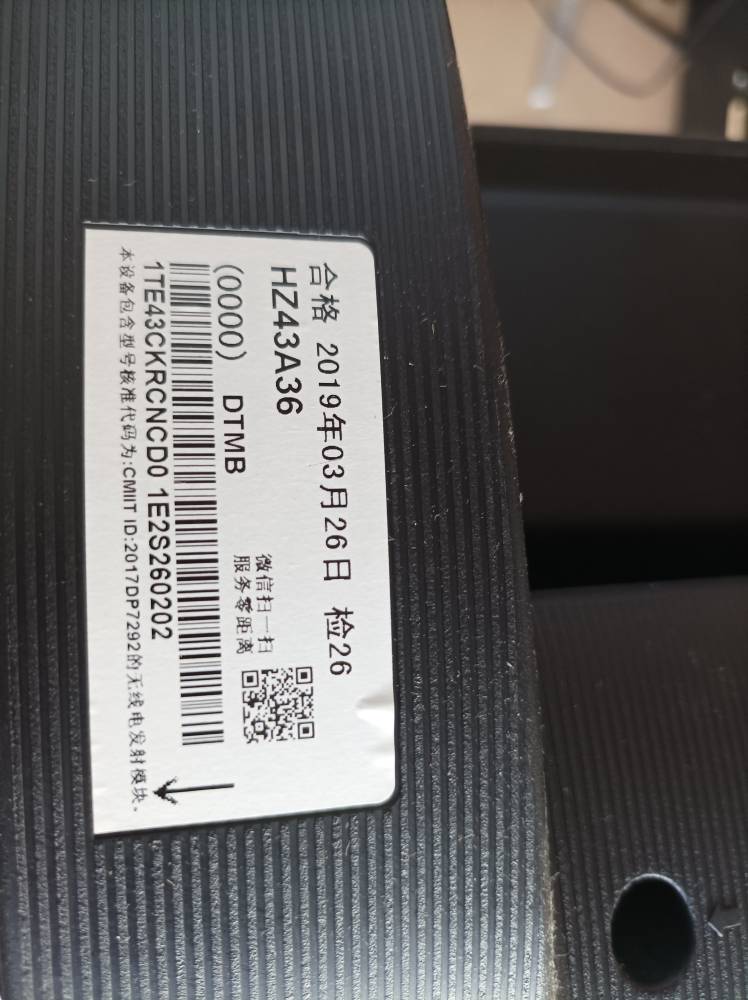 合格 2019年03月26日 检26
HZ43A36
(0000) DTMB
微信扫一扫
服务零距离
1TE43CKRCNCD0 1E2S260202
本设备包含型号核准代码为:CMIIT ID:2017DP7292的无线电发射模块。